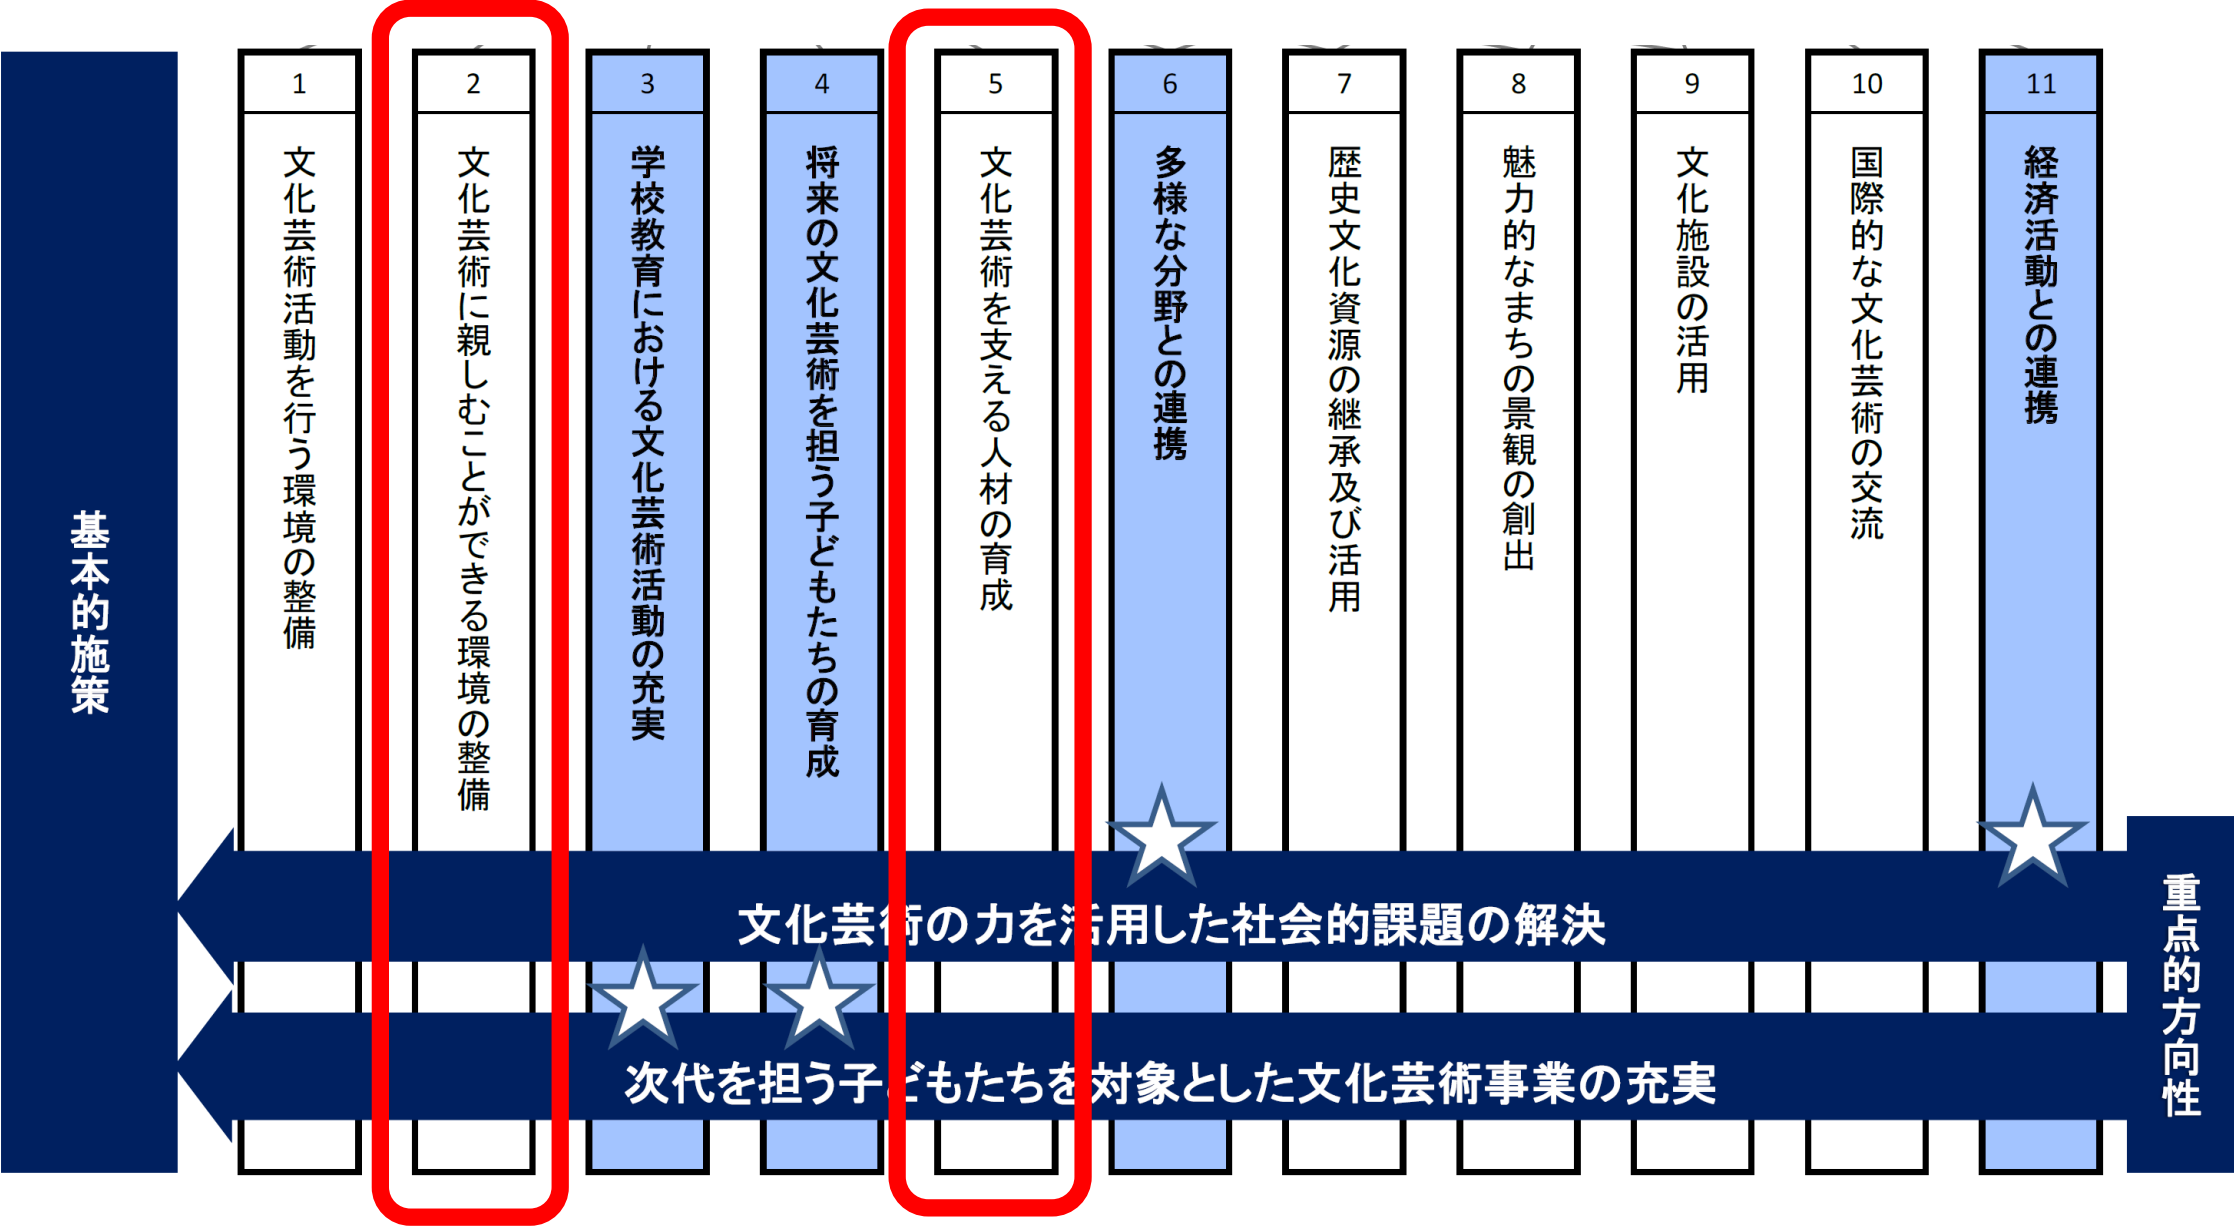 基本的施策
1
文化芸術活動を行う環境の整備
2
文化芸術に親しむことができる環境の整備
3
学校教育における文化芸術活動の充実
4
将来の文化芸術を担う子どもたちの育成
5
文化芸術を支える人材の育成
6
多様な分野との連携
7
歴史文化資源の継承及び活用
8
魅力的なまちの景観の創出
9
文化施設の活用
10
国際的な文化芸術の交流
11
経済活動との連携
文化芸術の力を活用した社会的課題の解決
次代を担う子どもたちを対象とした文化芸術事業の充実
重点的方向性